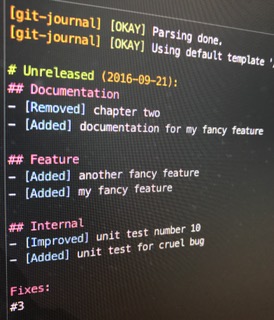 [git-journal] [OKAY] Parsing done.
[git-journal] [OKAY] Using default template
# Unreleased (2016-09-21):
## Documentation
- [Removed] chapter two
- [Added] documentation for my fancy feature
## Feature
- [Added] another fancy feature
- [Added] my fancy feature
## Internal
- [Improved] unit test number 10
- [Added] unit test for cruel bug
Fixes:
#3